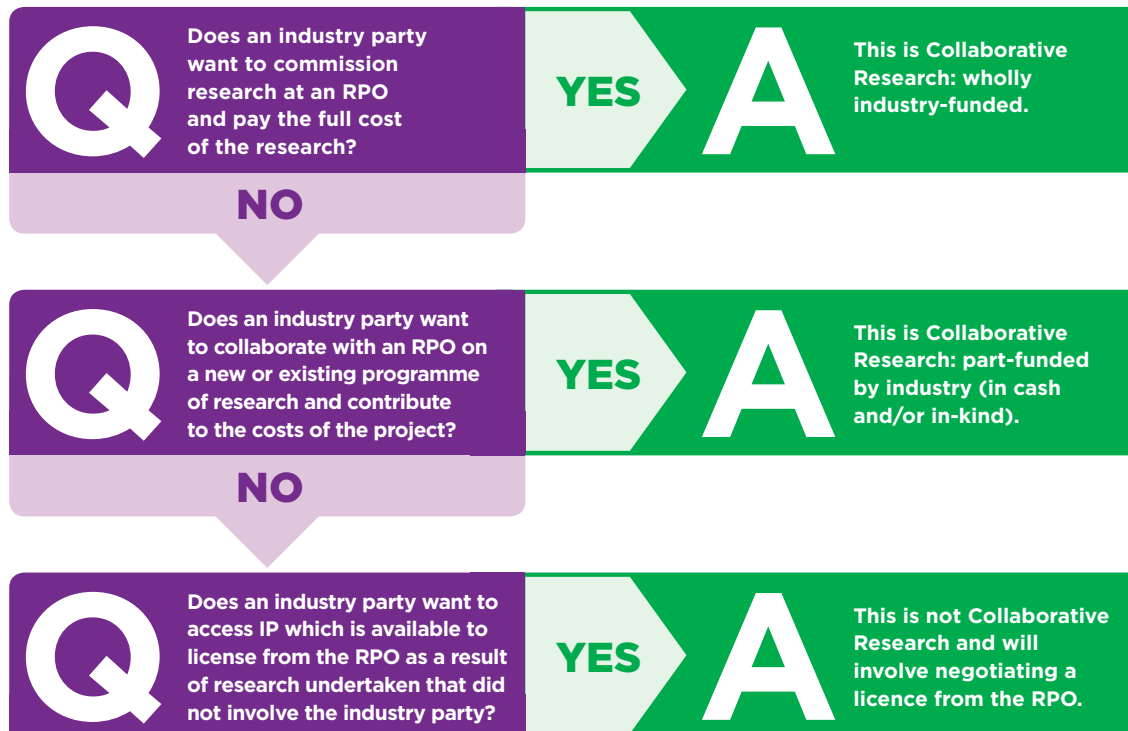 Q
Does an industry party
want to commission
research at an RPO
and pay the full cost
of the research?
YES
A
This is Collaborative
Research: wholly
industry-funded.
NO
Q
Does an industry party want
to collaborate with an RPO on
a new or existing programme
of research and contribute
to the costs of the project?
YES
A
This is Collaborative
Research: part-funded
by industry (in cash
and/or in-kind).
NO
Q
Does an industry party want to
access IP which is available to
license from the RPO as a result
of research undertaken that did
not involve the industry party?
YES
A
This is not Collaborative
Research and will
involve negotiating a
licence from the RPO.